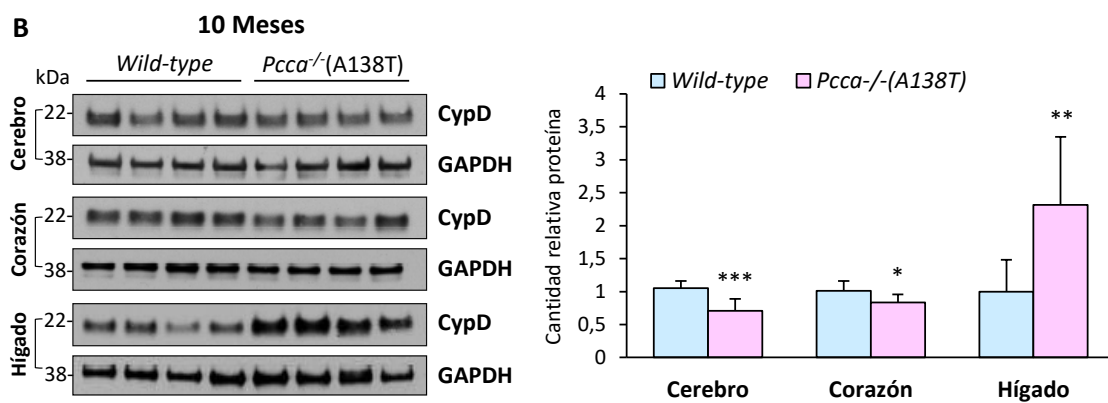 B
10 Meses
kDa
Wild-type
Pcca-/-(A138T)
Cerebro
22-
CypD
38-
GAPDH
Corazón
22-
CypD
38-
GAPDH
Hígado
22-
CypD
38-
GAPDH
Wild-type
Pcca-/-(A138T)
Cantidad relativa proteína
4
3,5
3
2,5
2
1,5
1
0,5
0
***
*
**
Cerebro
Corazón
Hígado